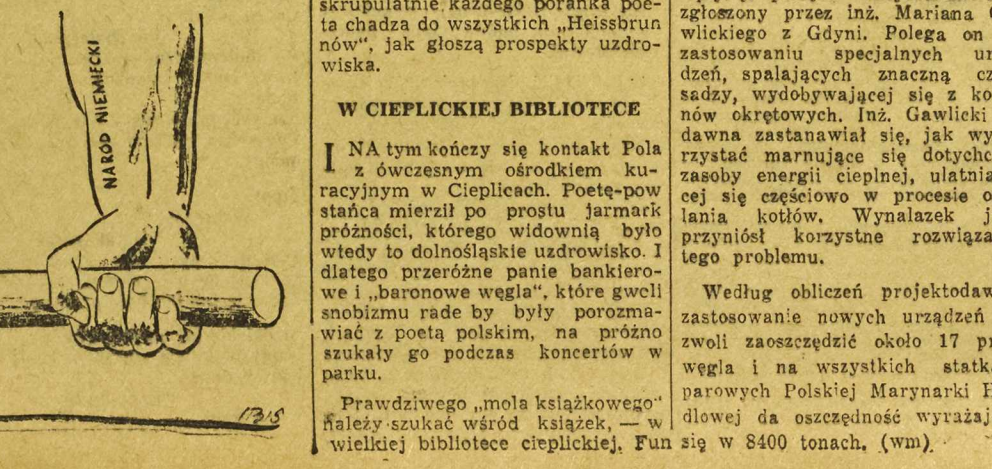 NARÓD NIEMIECKI
skrupulatnie każdego poranka poe-
ta chadza do wszystkich „Heissbrun
nów“, jak głoszą prospekty uzdro-
wiska.
W CIEPLICKIEJ BIBLIOTECE
I NA tym kończy się kontakt Pola
z ówczesnym ośrodkiem ku-
racyjnym w Cieplicach. Poetę-pow
stańca mierził po prostu jarmark
próżności, którego widownią było
wtedy to dolnośląskie uzdrowisko. I
dlatego przeróżne panie bankiero-
we i „baronowe węgla“, które gwoli
snobizmu rade by były porozma-
wiać z poetą polskim, na próżno
szukały go podczas koncertów w
parku.
Prawdziwego „mola książkowego“
należy szukać wśród książek, — w
wielkiej bibliotece cieplickiej. Fun
zgłoszony przez inż. Mariana
wlickiego z Gdyni. Polega on
zastosowaniu specjalnych ur
dzeń, spalających znaczną cz
sadzy, wydobywającej się z ko
nów okrętowych. Inż. Gawlicki
dawna zastanawiał się, jak wy
rzystać marnujące się dotychc
zasoby energii cieplnej, ulatnia
cej się częściowo w procesie o
lania kotłów. Wynalazek j
przyniósł korzystne rozwiąza
tego problemu.
Według obliczeń projektodaw
zastosowanie nowych urządzeń
zwoli zaoszczędzić około 17 pr
węgla i na wszystkich statk
parowych Polskiej Marynarki H
dlowej da oszczędność wyrażaj
się w 8400 tonach. (wm)